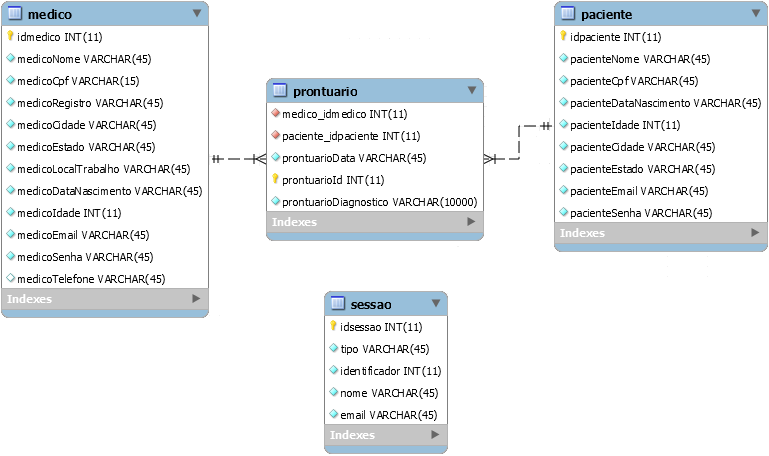 medico
idmedico INT(11)
medicoNome VARCHAR(45)
medicoCpf VARCHAR(15)
medicoRegistro VARCHAR(45)
medicoCidade VARCHAR(45)
medicoEstado VARCHAR(45)
medicoLocalTrabalho VARCHAR(45)
medicoDataNascimento VARCHAR(45)
medicoIdade INT(11)
medicoEmail VARCHAR(45)
medicoSenha VARCHAR(45)
medicoTelefone VARCHAR(45)
Indexes
prontuario
medico_idmedico INT(11)
paciente_idpaciente INT(11)
prontuarioData VARCHAR(45)
prontuarioId INT(11)
prontuarioDiagnostico VARCHAR(10000)
Indexes
paciente
idpaciente INT(11)
pacienteNome VARCHAR(45)
pacienteCpf VARCHAR(45)
pacienteDataNascimento VARCHAR(45)
pacienteIdade INT(11)
pacienteCidade VARCHAR(45)
pacienteEstado VARCHAR(45)
pacienteEmail VARCHAR(45)
pacienteSenha VARCHAR(45)
Indexes
sessao
idsessao INT(11)
tipo VARCHAR(45)
identificador INT(11)
nome VARCHAR(45)
email VARCHAR(45)
Indexes